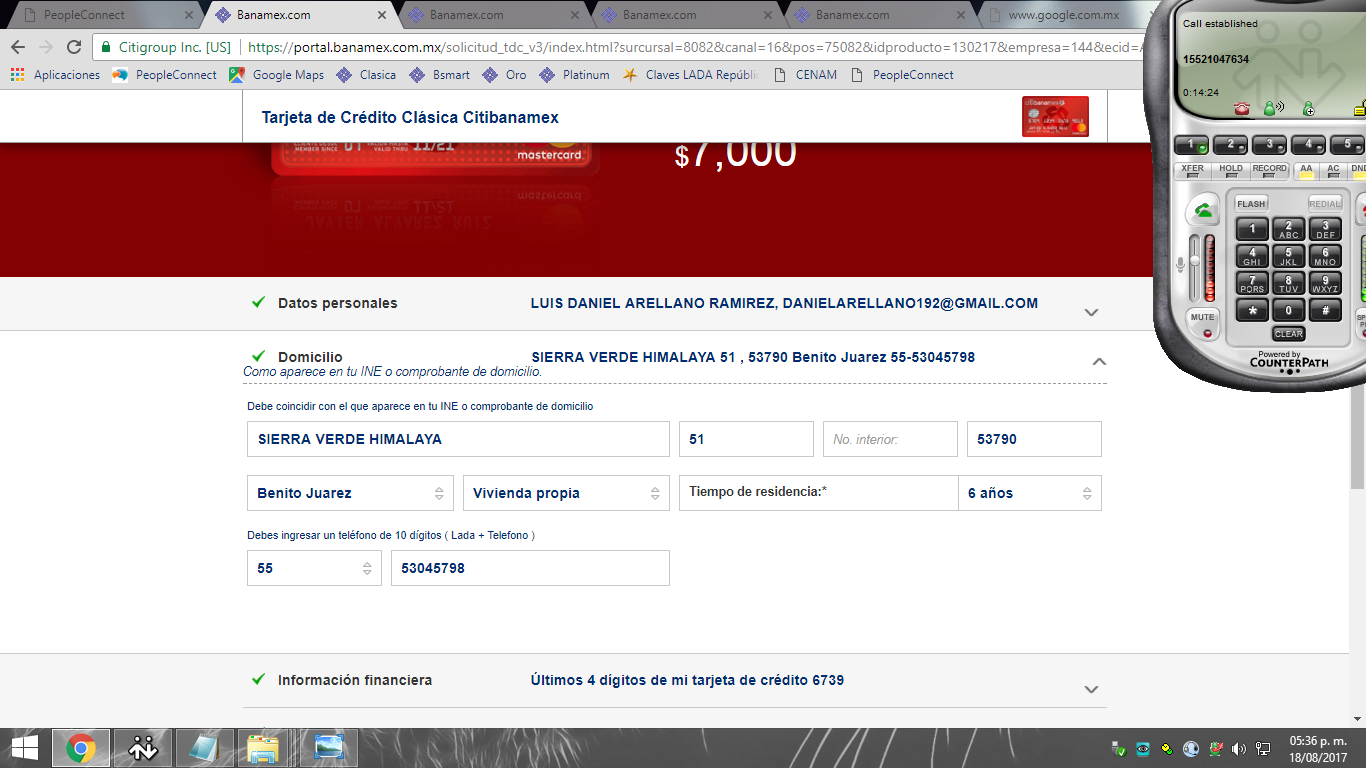 PeopleConnect
Banamex.com
Banamex.com
Banamex.com
Banamex.com
www.google.com.mx
Citigroup Inc. [US]
https://portal.banamex.com.mx/solicitud_tdc_v3/index.html?sursucal=8082&canal=16&pos=75082&idproducto=130217&empresa=144&ecid=
Aplicaciones
PeopleConnect
Google Maps
Clasica
Bsmart
Oro
Platinum
Claves LADA Repúblic
CENAM
PeopleConnect
Tarjeta de Crédito Clásica Citibanamex
mastercard
$7,000
Datos personales
LUIS DANIEL ARELLANO RAMIREZ, DANIELARELLANO192@GMAIL.COM
Domicilio
SIERRA VERDE HIMALAYA 51 , 53790 Benito Juarez 55-53045798
Como aparece en tu INE o comprobante de domicilio.
Debe coincidir con el que aparece en tu INE o comprobante de domicilio
SIERRA VERDE HIMALAYA
51
No. interior:
53790
Benito Juarez
Vivienda propia
Tiempo de residencia:*
6 años
Debes ingresar un teléfono de 10 dígitos ( Lada + Telefono )
55
53045798
Información financiera
Últimos 4 dígitos de mi tarjeta de crédito 6739
Call established
15521047634
0:14:24
1 2 3 4 5
XFER HOLD RECORD AA AC DND
FLASH REDIAL
1 2 ABC 3 DEF
4 GHI 5 JKL 6 MNO
7 PQRS 8 TUV 9 WXYZ
* 0 #
MUTE
CLEAR
Powered by
COUNTERPATH
05:36 p. m.
18/08/2017